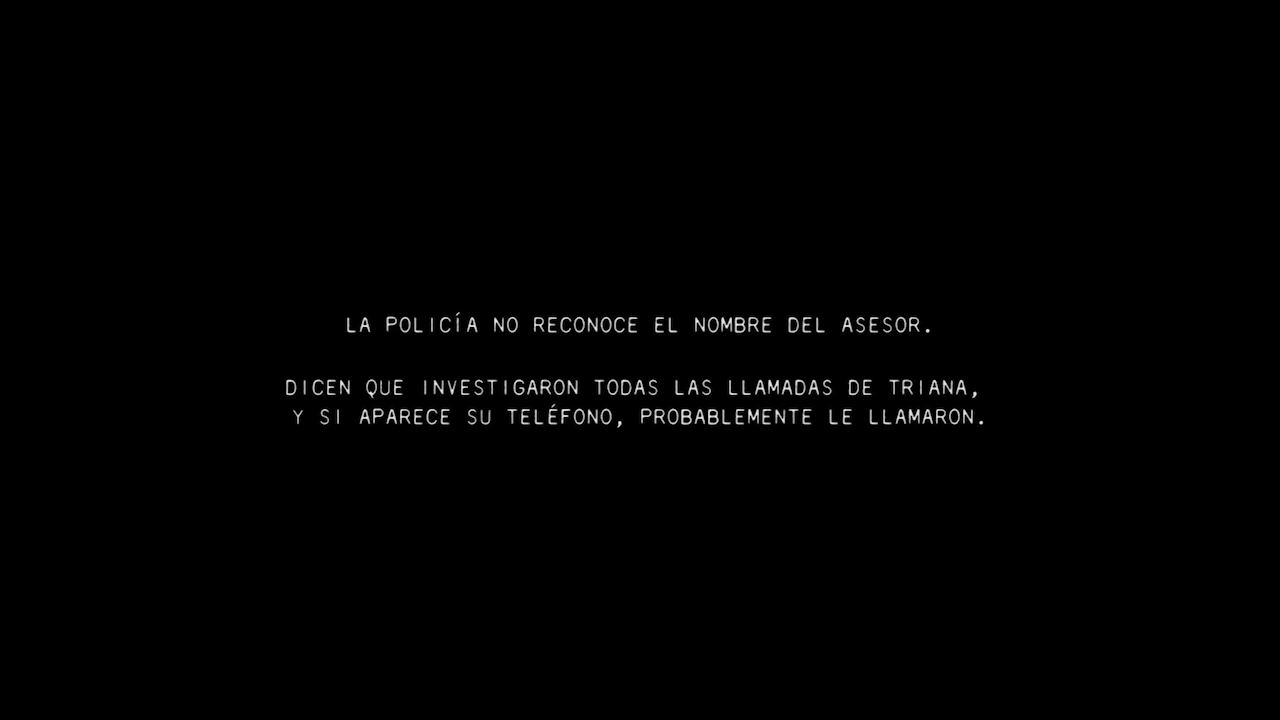 LA POLICÍA NO RECONOCE EL NOMBRE DEL ASESOR.
DICEN QUE INVESTIGARON TODAS LAS LLAMADAS DE TRIANA,
Y SI APARECE SU TELÉFONO, PROBABLEMENTE LE LLAMARON.